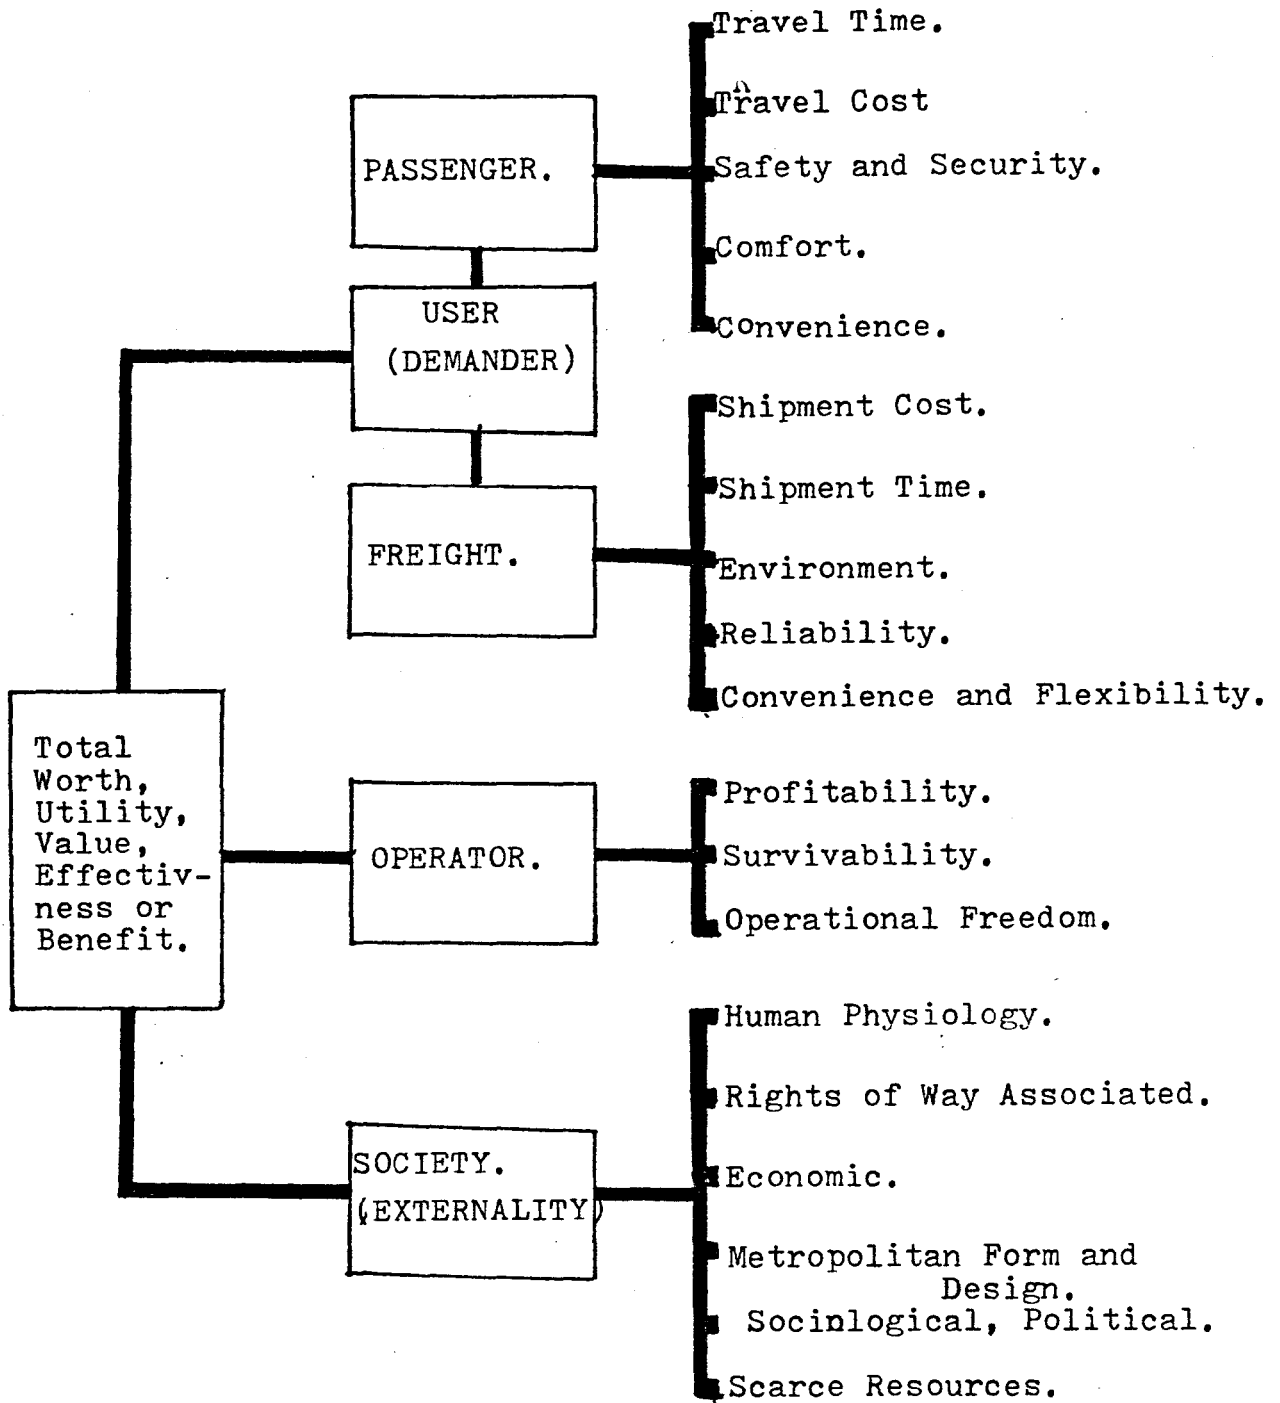 Travel Time.
Travel Cost
PASSENGER.
Safety and Security.
Comfort.
USER
(DEMANDER)
Convenience.
Shipment Cost.
Shipment Time.
FREIGHT.
Environment.
Reliability.
Convenience and Flexibility.
Total
Worth,
Utility,
Value,
Effectiv-
ness or
Benefit.
OPERATOR.
Profitability.
Survivability.
Operational Freedom.
SOCIETY.
(EXTERNALITY)
Human Physiology.
Rights of Way Associated.
Economic.
Metropolitan Form and
Design.
Socinlogical, Political.
Scarce Resources.